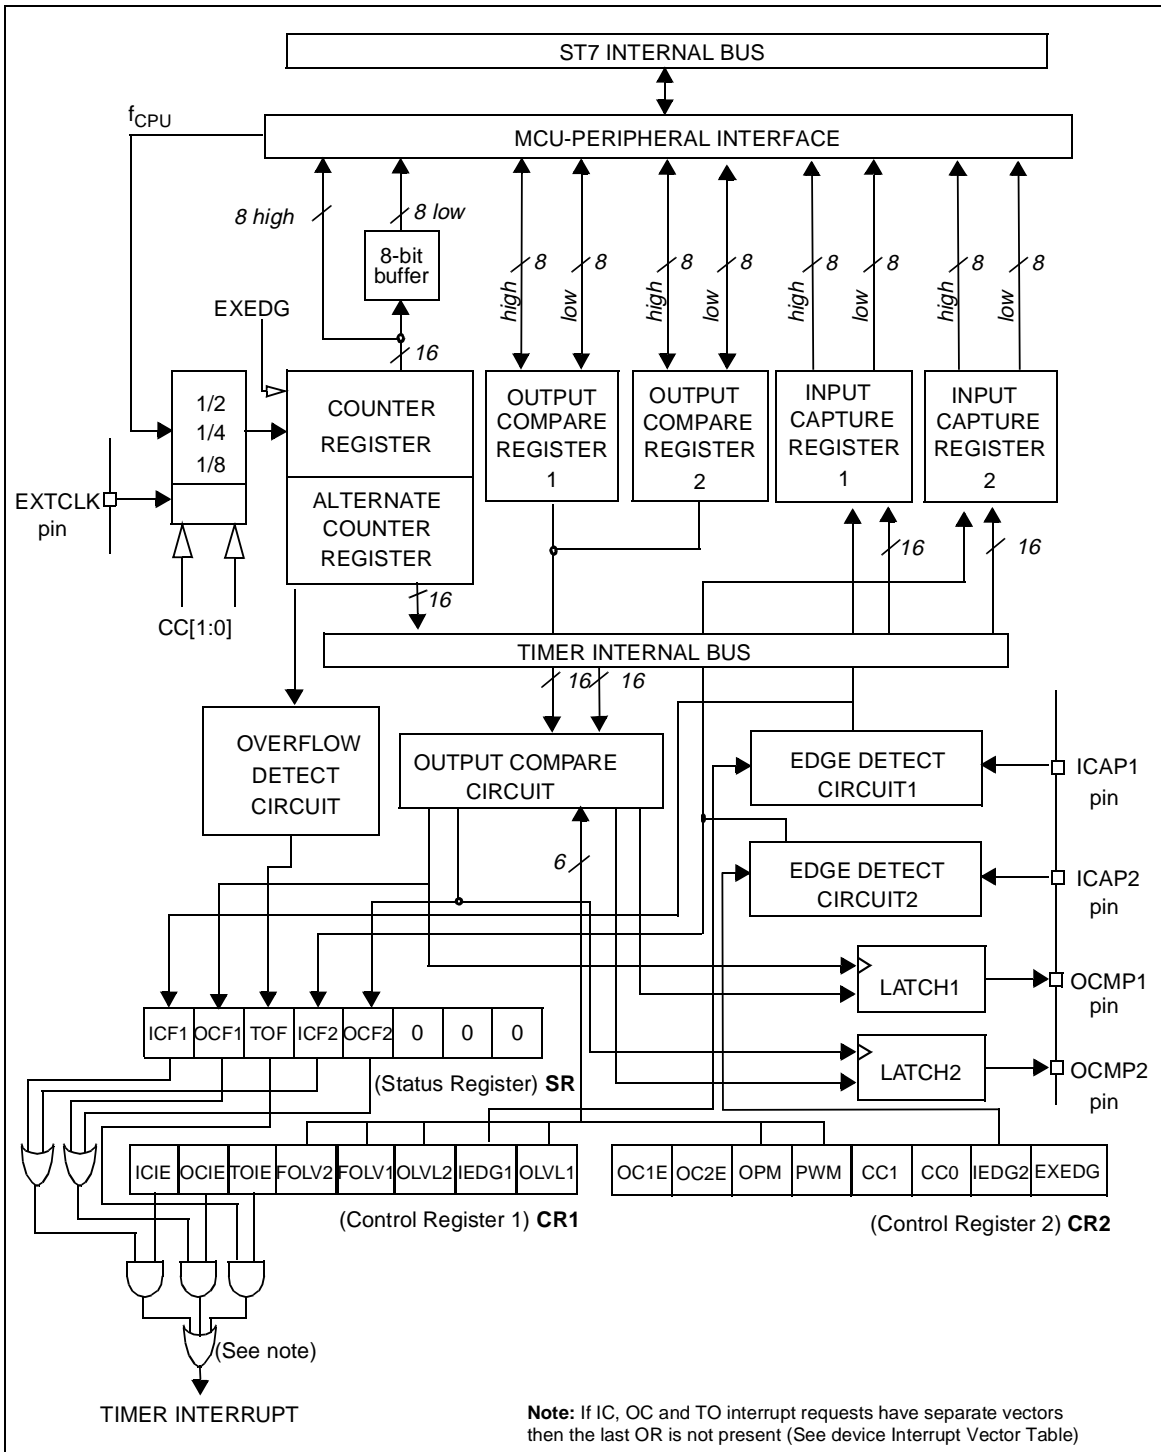 ST7 INTERNAL BUS
fCPU
MCU-PERIPHERAL INTERFACE
8 high
8 low
8-bit
buffer
high
8
low
8
high
8
low
8
high
8
low
8
high
8
low
8
EXEDG
16
1/2
1/4
1/8
COUNTER
REGISTER
OUTPUT
COMPARE
REGISTER
1
OUTPUT
COMPARE
REGISTER
2
INPUT
CAPTURE
REGISTER
1
INPUT
CAPTURE
REGISTER
2
EXTCLK
pin
ALTERNATE
COUNTER
REGISTER
16
16
16
CC[1:0]
TIMER INTERNAL BUS
16
16
OVERFLOW
DETECT
CIRCUIT
OUTPUT COMPARE
CIRCUIT
EDGE DETECT
CIRCUIT1
ICAP1
pin
6
EDGE DETECT
CIRCUIT2
ICAP2
pin
LATCH1
OCMP1
pin
ICF1 OCF1 TOF ICF2 OCF2 0 0 0
(Status Register) SR
LATCH2
OCMP2
pin
ICIE OCIE TOIE FOLV2 FOLV1 OLVL2 IEDG1 OLVL1
(Control Register 1) CR1
OC1E OC2E OPM PWM CC1 CC0 IEDG2 EXEDG
(Control Register 2) CR2
(See note)
TIMER INTERRUPT
Note: If IC, OC and TO interrupt requests have separate vectors
then the last OR is not present (See device Interrupt Vector Table)